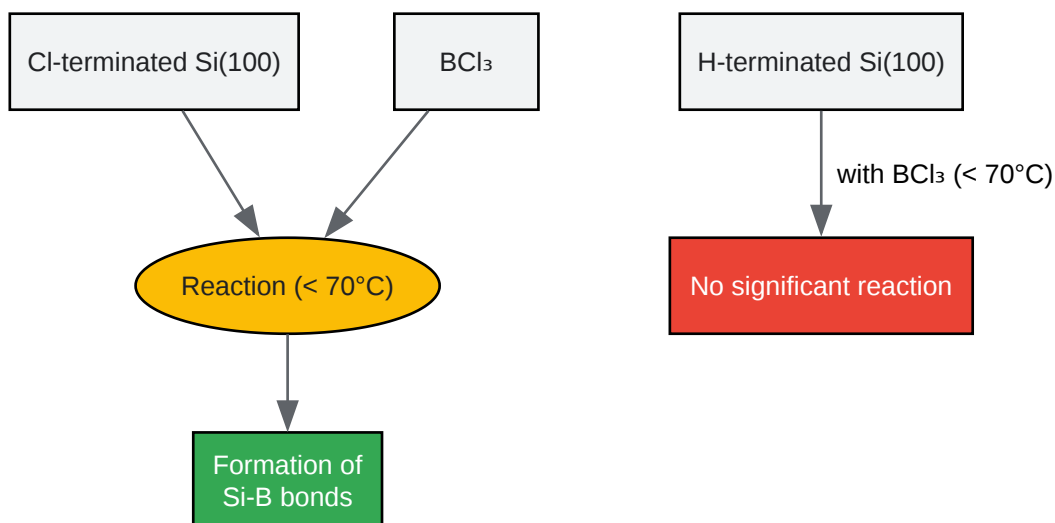 Cl-terminated Si(100)
BCl₃
H-terminated Si(100)
with BCl₃ (< 70°C)
Reaction (< 70°C)
No significant reaction
Formation of
Si-B bonds